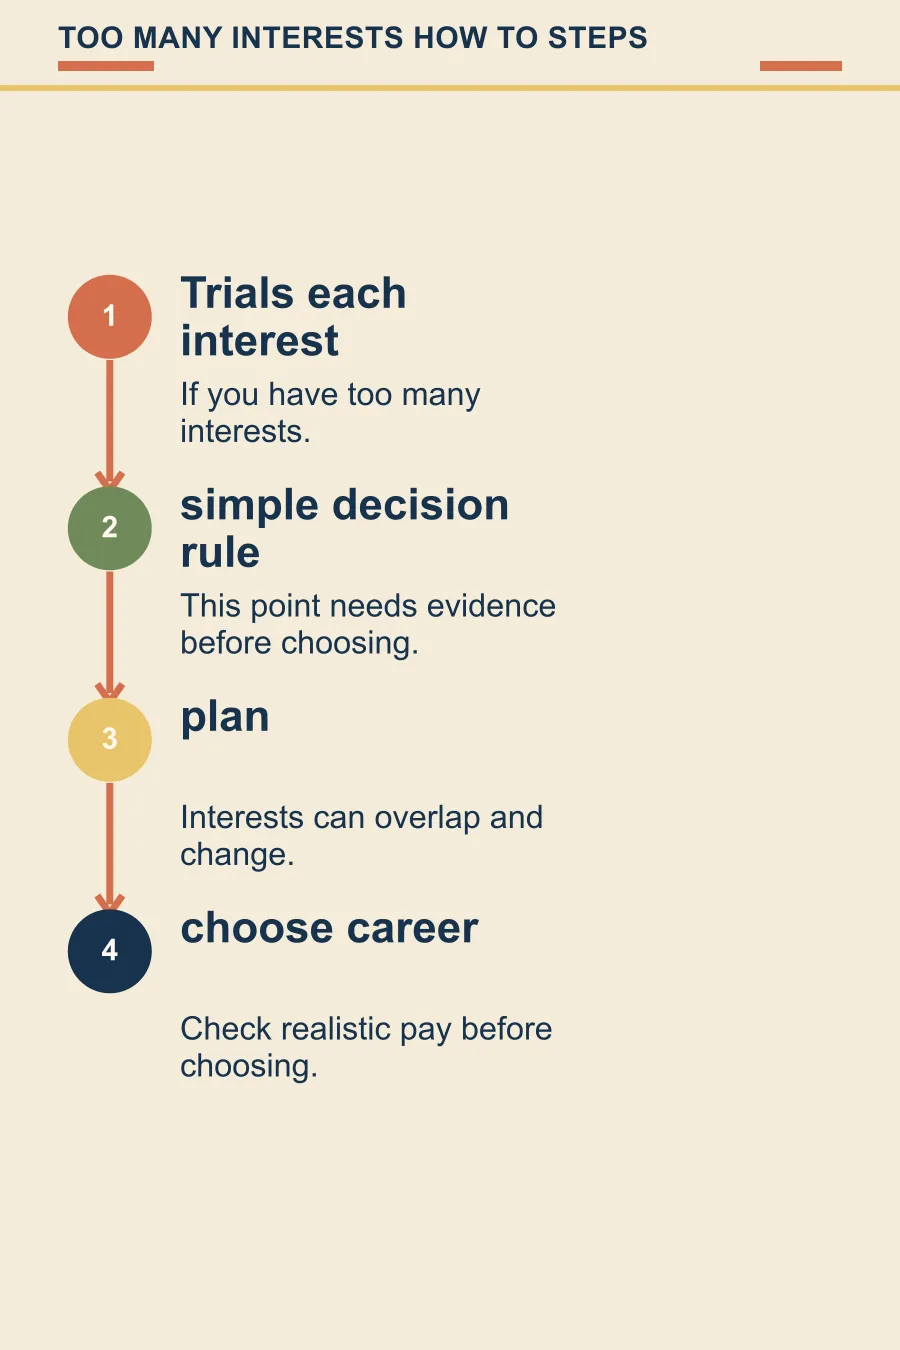 TOO MANY INTERESTS HOW TO STEPS
1
Trials each
interest
If you have too many
interests.
2
simple decision
rule
This point needs evidence
before choosing.
3
plan
Interests can overlap and
change.
4
choose career
Check realistic pay before
choosing.